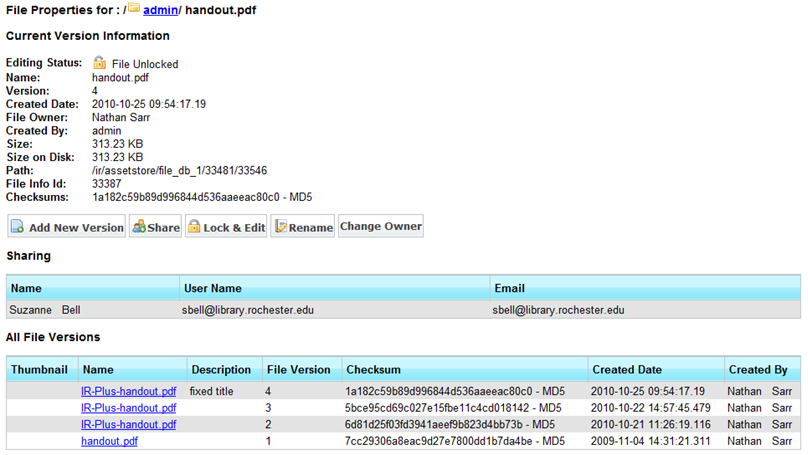 File Properties for : / admin/ handout.pdf
Current Version Information
Editing Status: File Unlocked
Name: handout.pdf
Version: 4
Created Date: 2010-10-25 09:54:17.19
File Owner: Nathan Sarr
Created By: admin
Size: 313.23 KB
Size on Disk: 313.23 KB
Path: /ir/assetstore/file_db_1/33481/33546
File Info Id: 33387
Checksums: 1a182c59b89d996844d536aaeeac80c0 - MD5
Add New Version Share Lock & Edit Rename Change Owner
Sharing
Name User Name Email
Suzanne Bell sbell@library.rochester.edu sbell@library.rochester.edu
All File Versions
Thumbnail Name Description File Version Checksum Created Date Created By
IR-Plus-handout.pdf fixed title 4 1a182c59b89d996844d536aaeeac80c0 - MD5 2010-10-25 09:54:17.19 Nathan Sarr
IR-Plus-handout.pdf 3 5bce95cd69c027e15fbe11c4cd018142 - MD5 2010-10-22 14:57:45.479 Nathan Sarr
IR-Plus-handout.pdf 2 6d81d25f03fd3941aeef9b823d4bb73b - MD5 2010-10-21 11:26:19.116 Nathan Sarr
handout.pdf 1 7cc29306a8eac9d27e7800dd1b7da4be - MD5 2009-11-04 14:31:21.311 Nathan Sarr